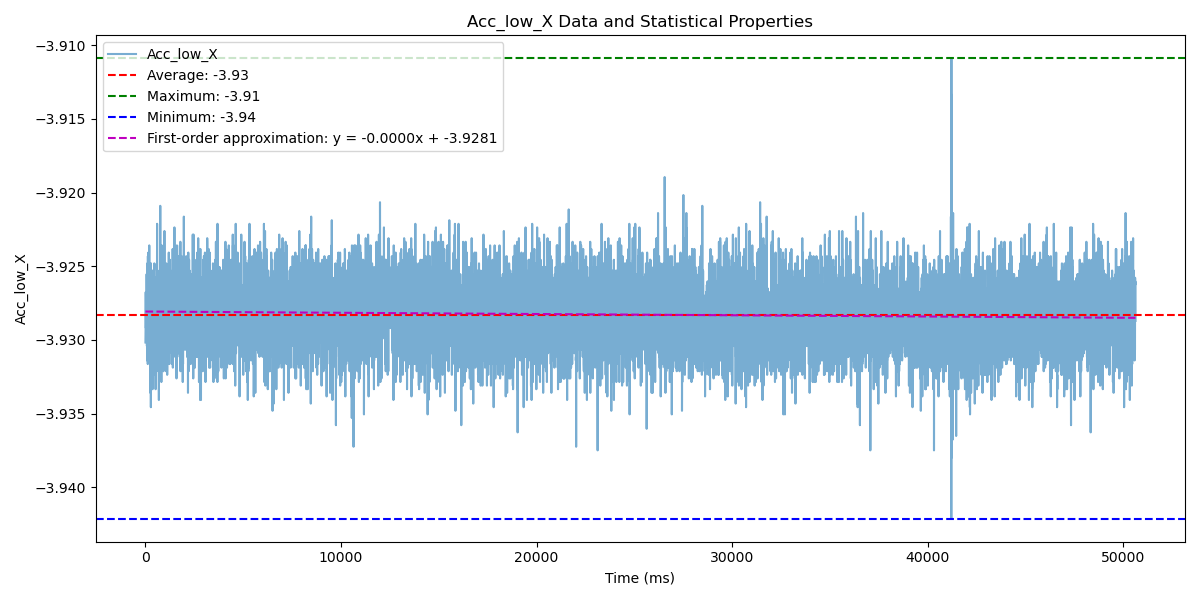 Acc_low_X Data and Statistical Properties
Acc_low_X
Average: -3.93
Maximum: -3.91
Minimum: -3.94
First-order approximation: y = -0.0000x + -3.9281
−3.910
−3.915
−3.920
−3.925
−3.930
−3.935
−3.940
Acc_low_X
0 10000 20000 30000 40000 50000
Time (ms)